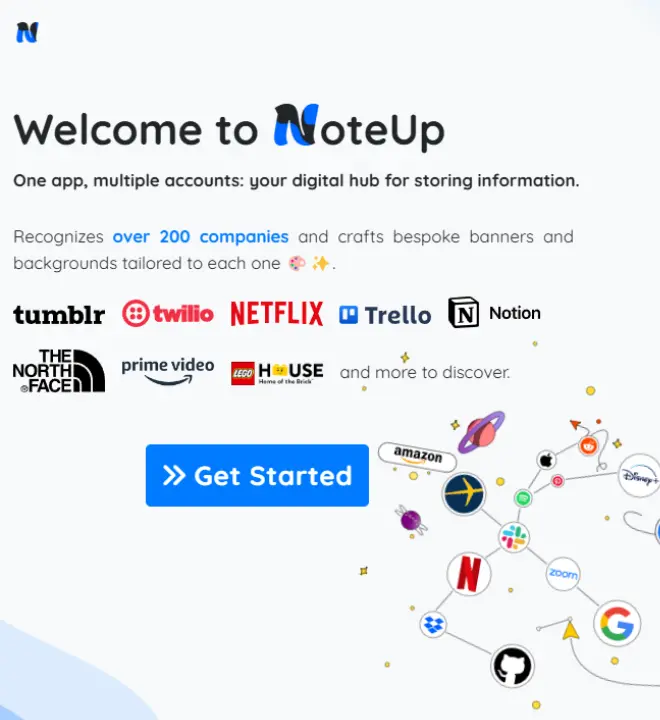 N
Welcome to NoteUp
One app, multiple accounts: your digital hub for storing information.
Recognizes over 200 companies and crafts bespoke banners and
backgrounds tailored to each one 🎨 ✨.
tumblr twilio NETFLIX Trello N Notion
THE
NORTH
FACE
prime video
LEGO HOUSE
Home of the Brick
and more to discover.
Get Started
amazon
Disney+
N
zoom
G